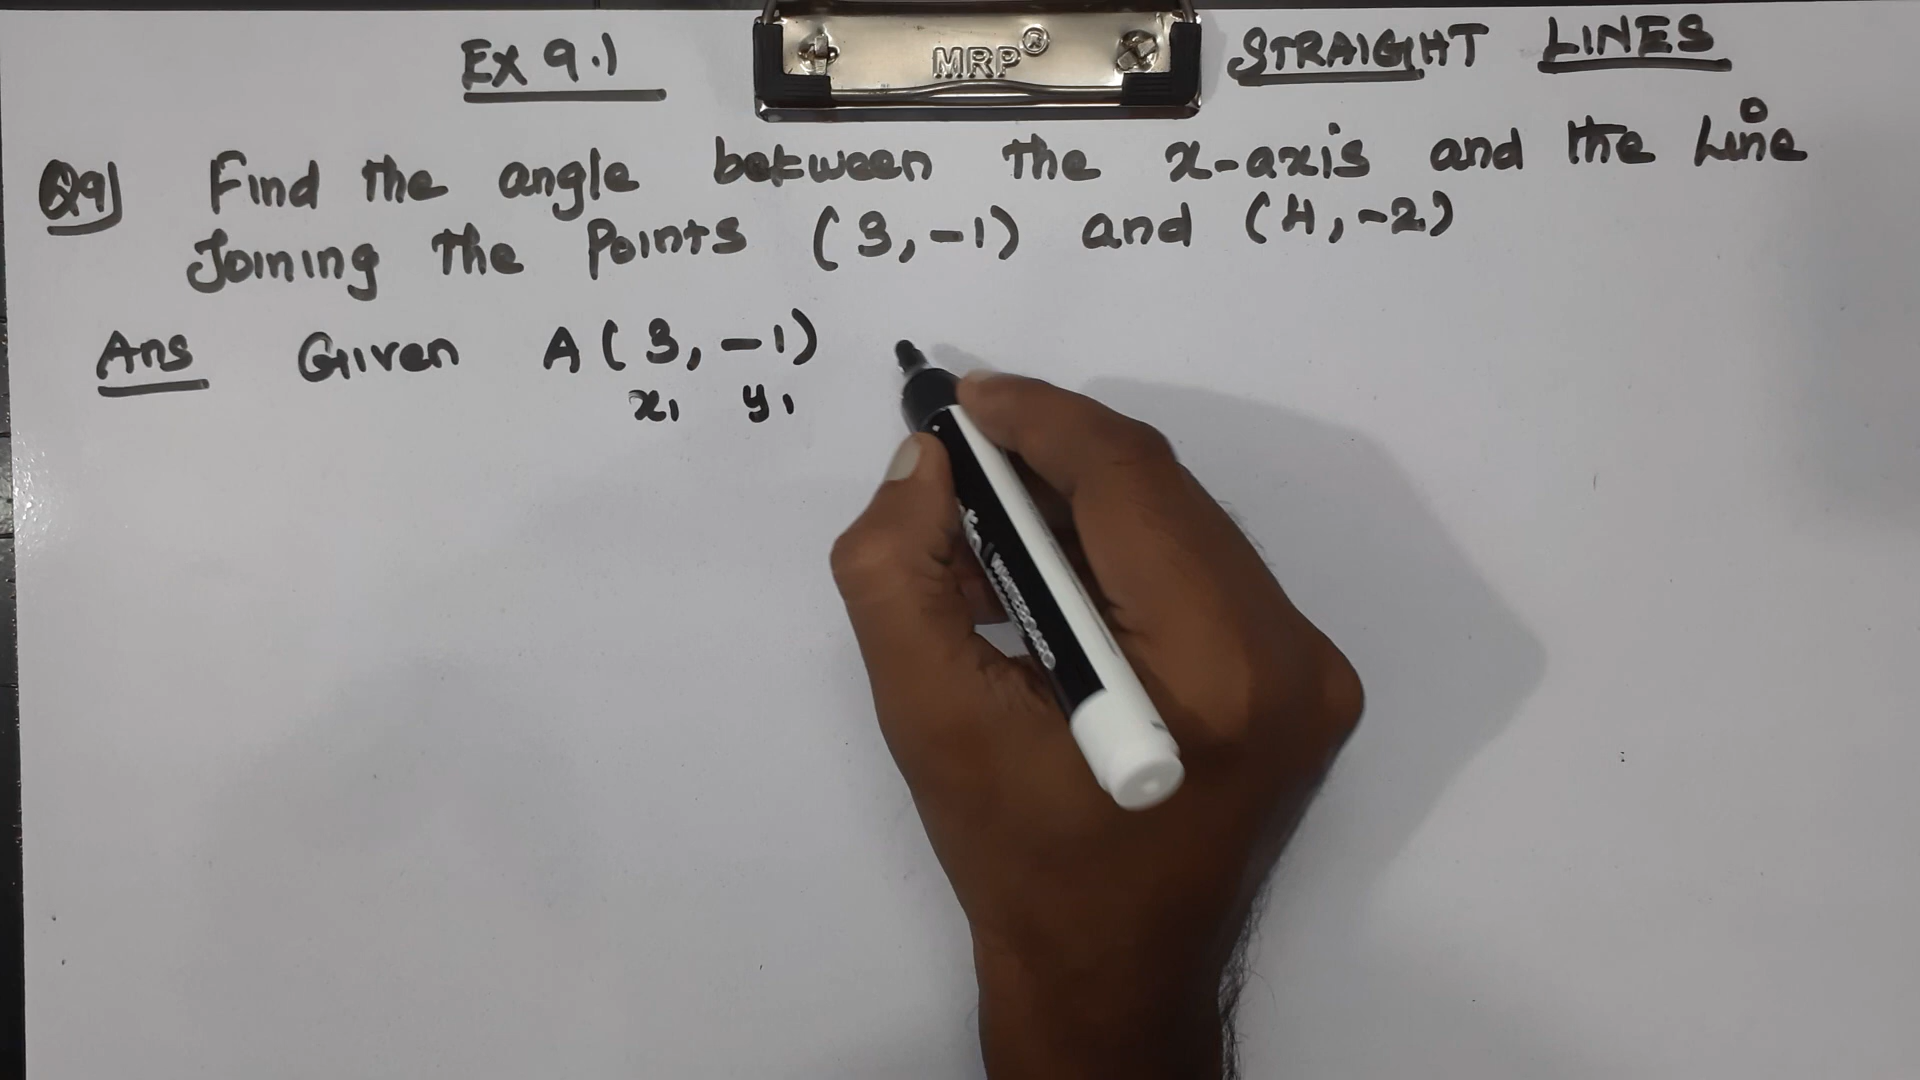 EX 9.1
MRP®
STRAIGHT LINES
Q9) Find the angle between the x-axis and the Line
Joining the Points (3,-1) and (4,-2)
Ans Given A(3,-1)
x₁ y₁